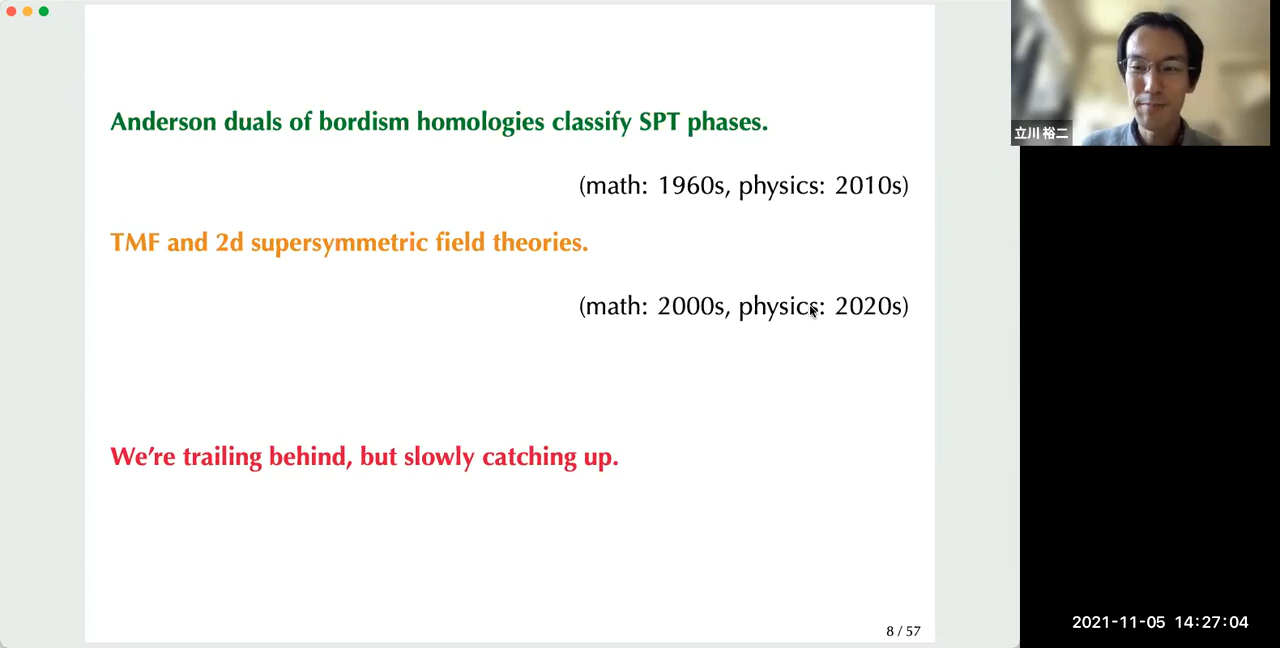 Anderson duals of bordism homologies classify SPT phases.
(math: 1960s, physics: 2010s)
TMF and 2d supersymmetric field theories.
(math: 2000s, physics: 2020s)
We're trailing behind, but slowly catching up.
8 / 57
立川 裕二
2021-11-05 14:27:04